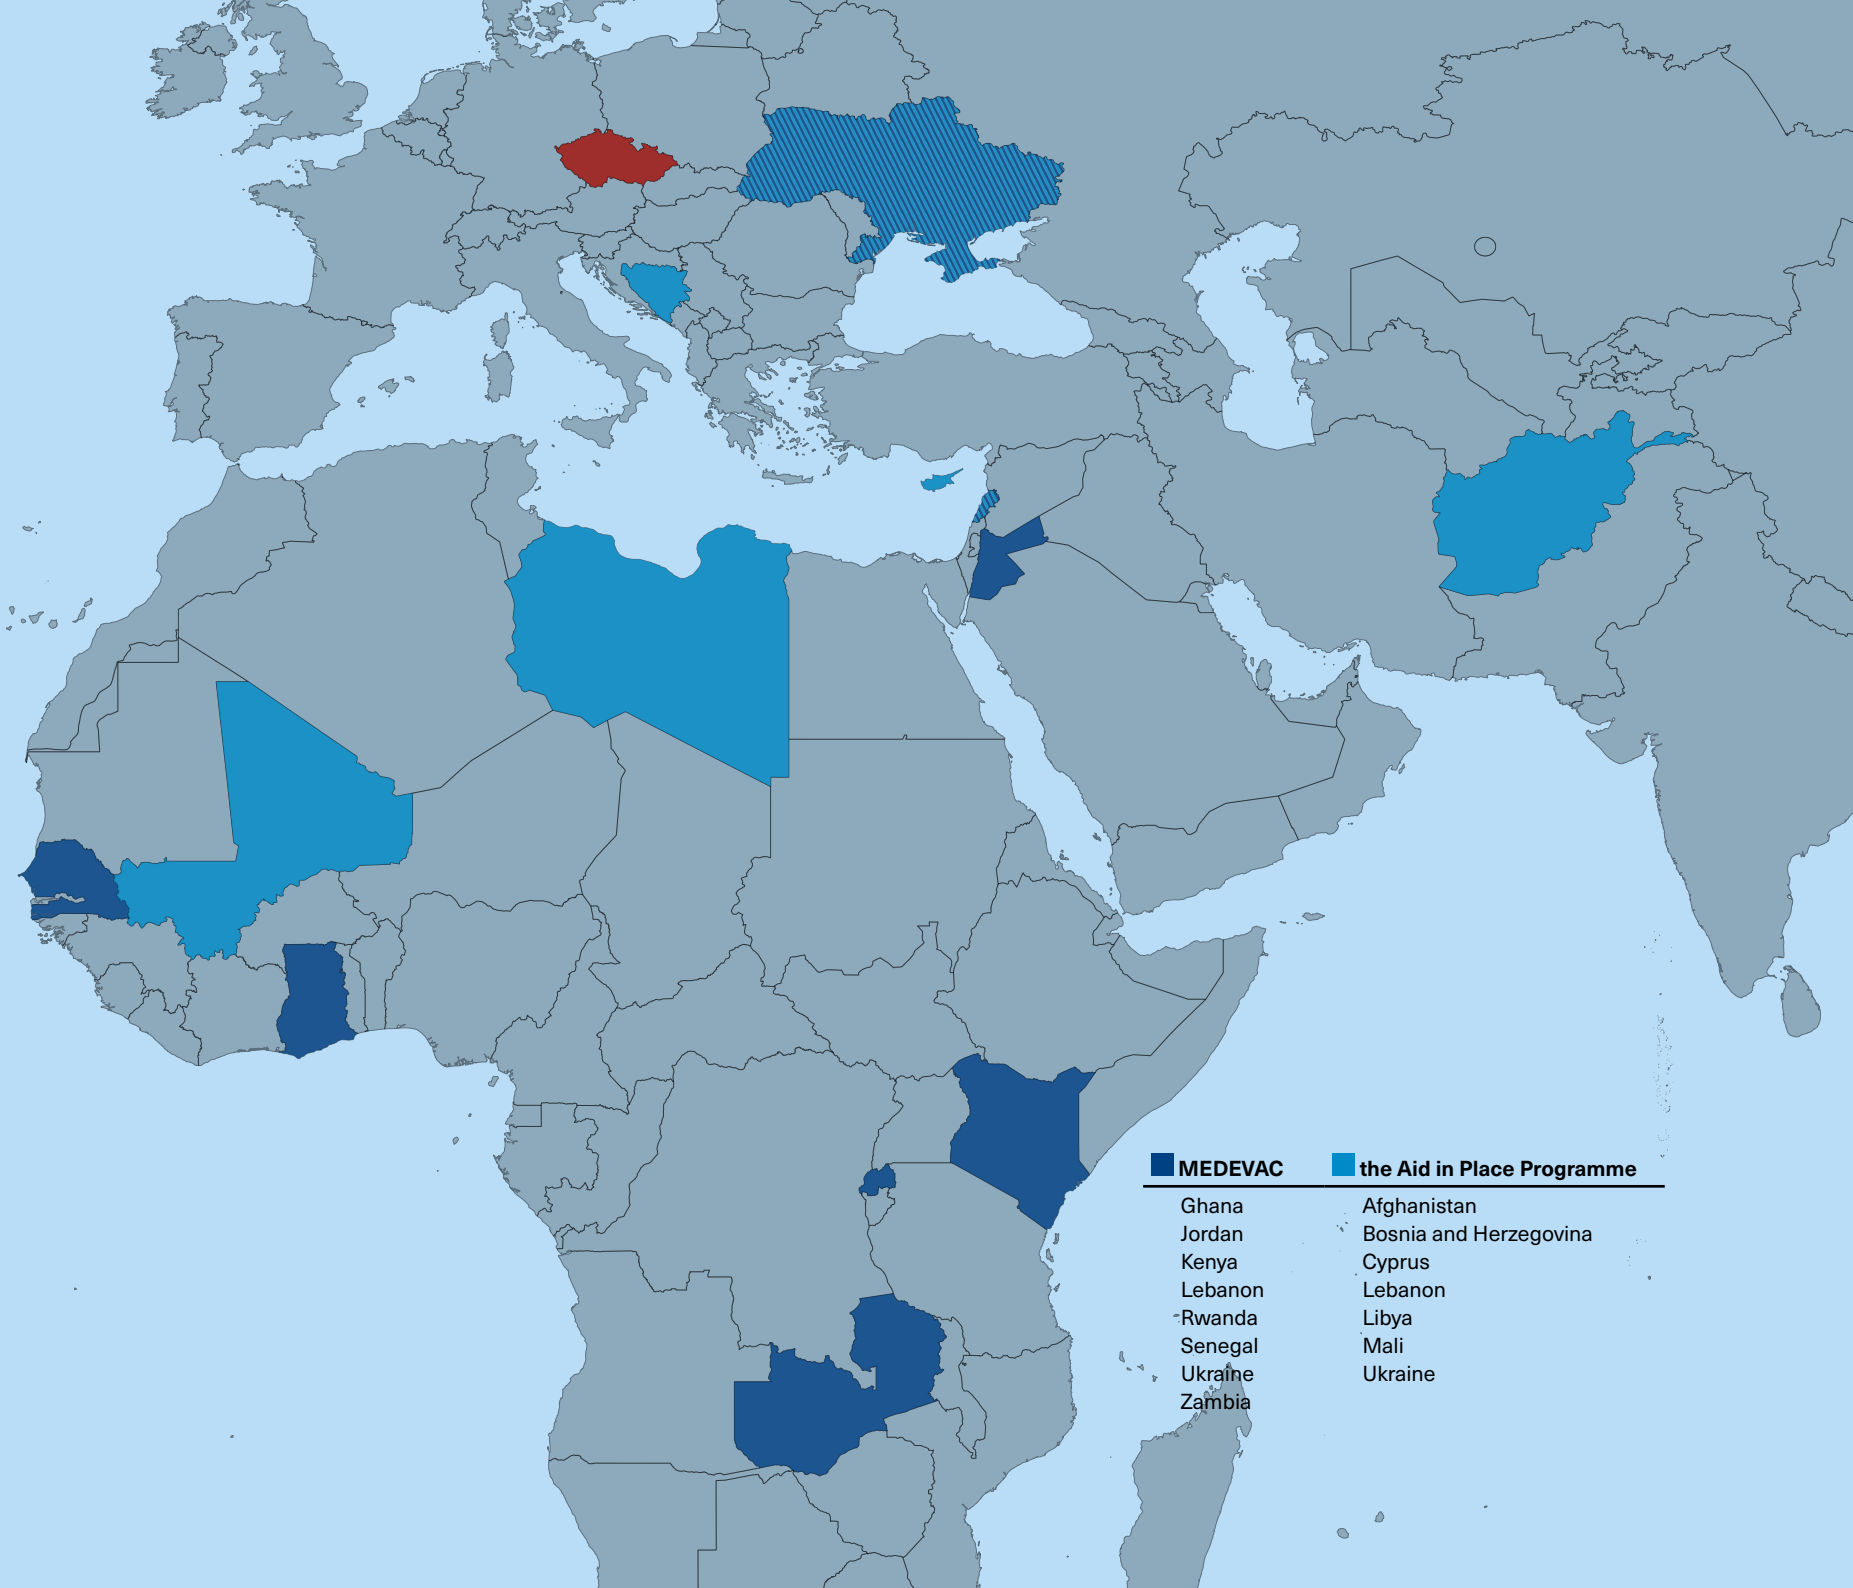 MEDEVAC
Ghana
Jordan
Kenya
Lebanon
Rwanda
Senegal
Ukraine
Zambia
the Aid in Place Programme
Afghanistan
Bosnia and Herzegovina
Cyprus
Lebanon
Libya
Mali
Ukraine